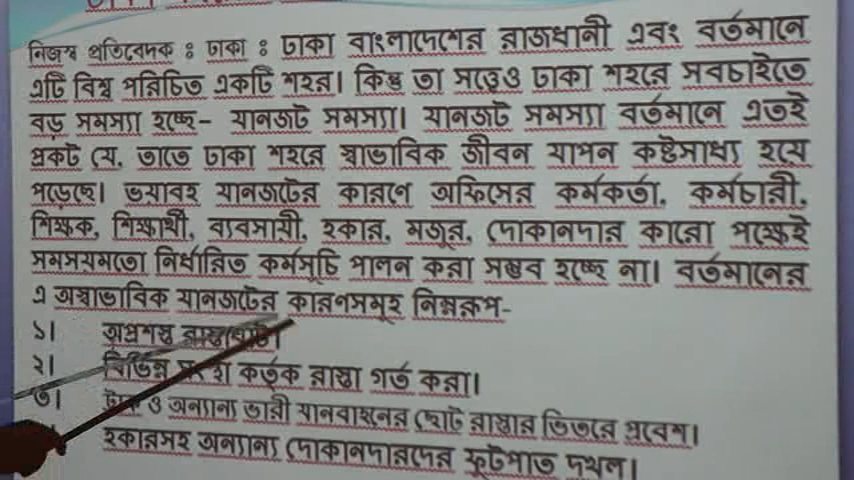 নিজস্ব প্রতিবেদক : ঢাকা : ঢাকা বাংলাদেশের রাজধানী এবং বর্তমানে
এটি বিশ্ব পরিচিত একটি শহর। কিন্তু তা সত্তেও ঢাকা শহরে সবচাইতে
বড় সমস্যা হচ্ছে- যানজট সমস্যা। যানজট সমস্যা বর্তমানে এতই
প্রকট যে, তাতে ঢাকা শহরে স্বাভাবিক জীবন যাপন কষ্টসাধ্য হয়ে
পড়েছে। ভয়াবহ যানজটের কারণে অফিসের কর্মকর্তা, কর্মচারী,
শিক্ষক, শিক্ষার্থী, ব্যবসায়ী, হকার, মজুর, দোকানদার কারো পক্ষেই
সময়মতো নির্ধারিত কর্মসূচি পালন করা সম্ভব হচ্ছে না। বর্তমানের
এ অস্বাভাবিক যানজটের কারনসমূহ নিম্নরূপ-
১। অপ্রশস্ত রাস্তাঘাট।
২। বিভিন্ন সংস্থা কর্তৃক রাস্তা গর্ত করা।
৩। ট্রাক ও অন্যান্য ভারী যানবাহনের ছোট রাস্তার ভিতরে প্রবেশ।
হকারসহ অন্যান্য দোকানদারদের ফুটপাত দখল।